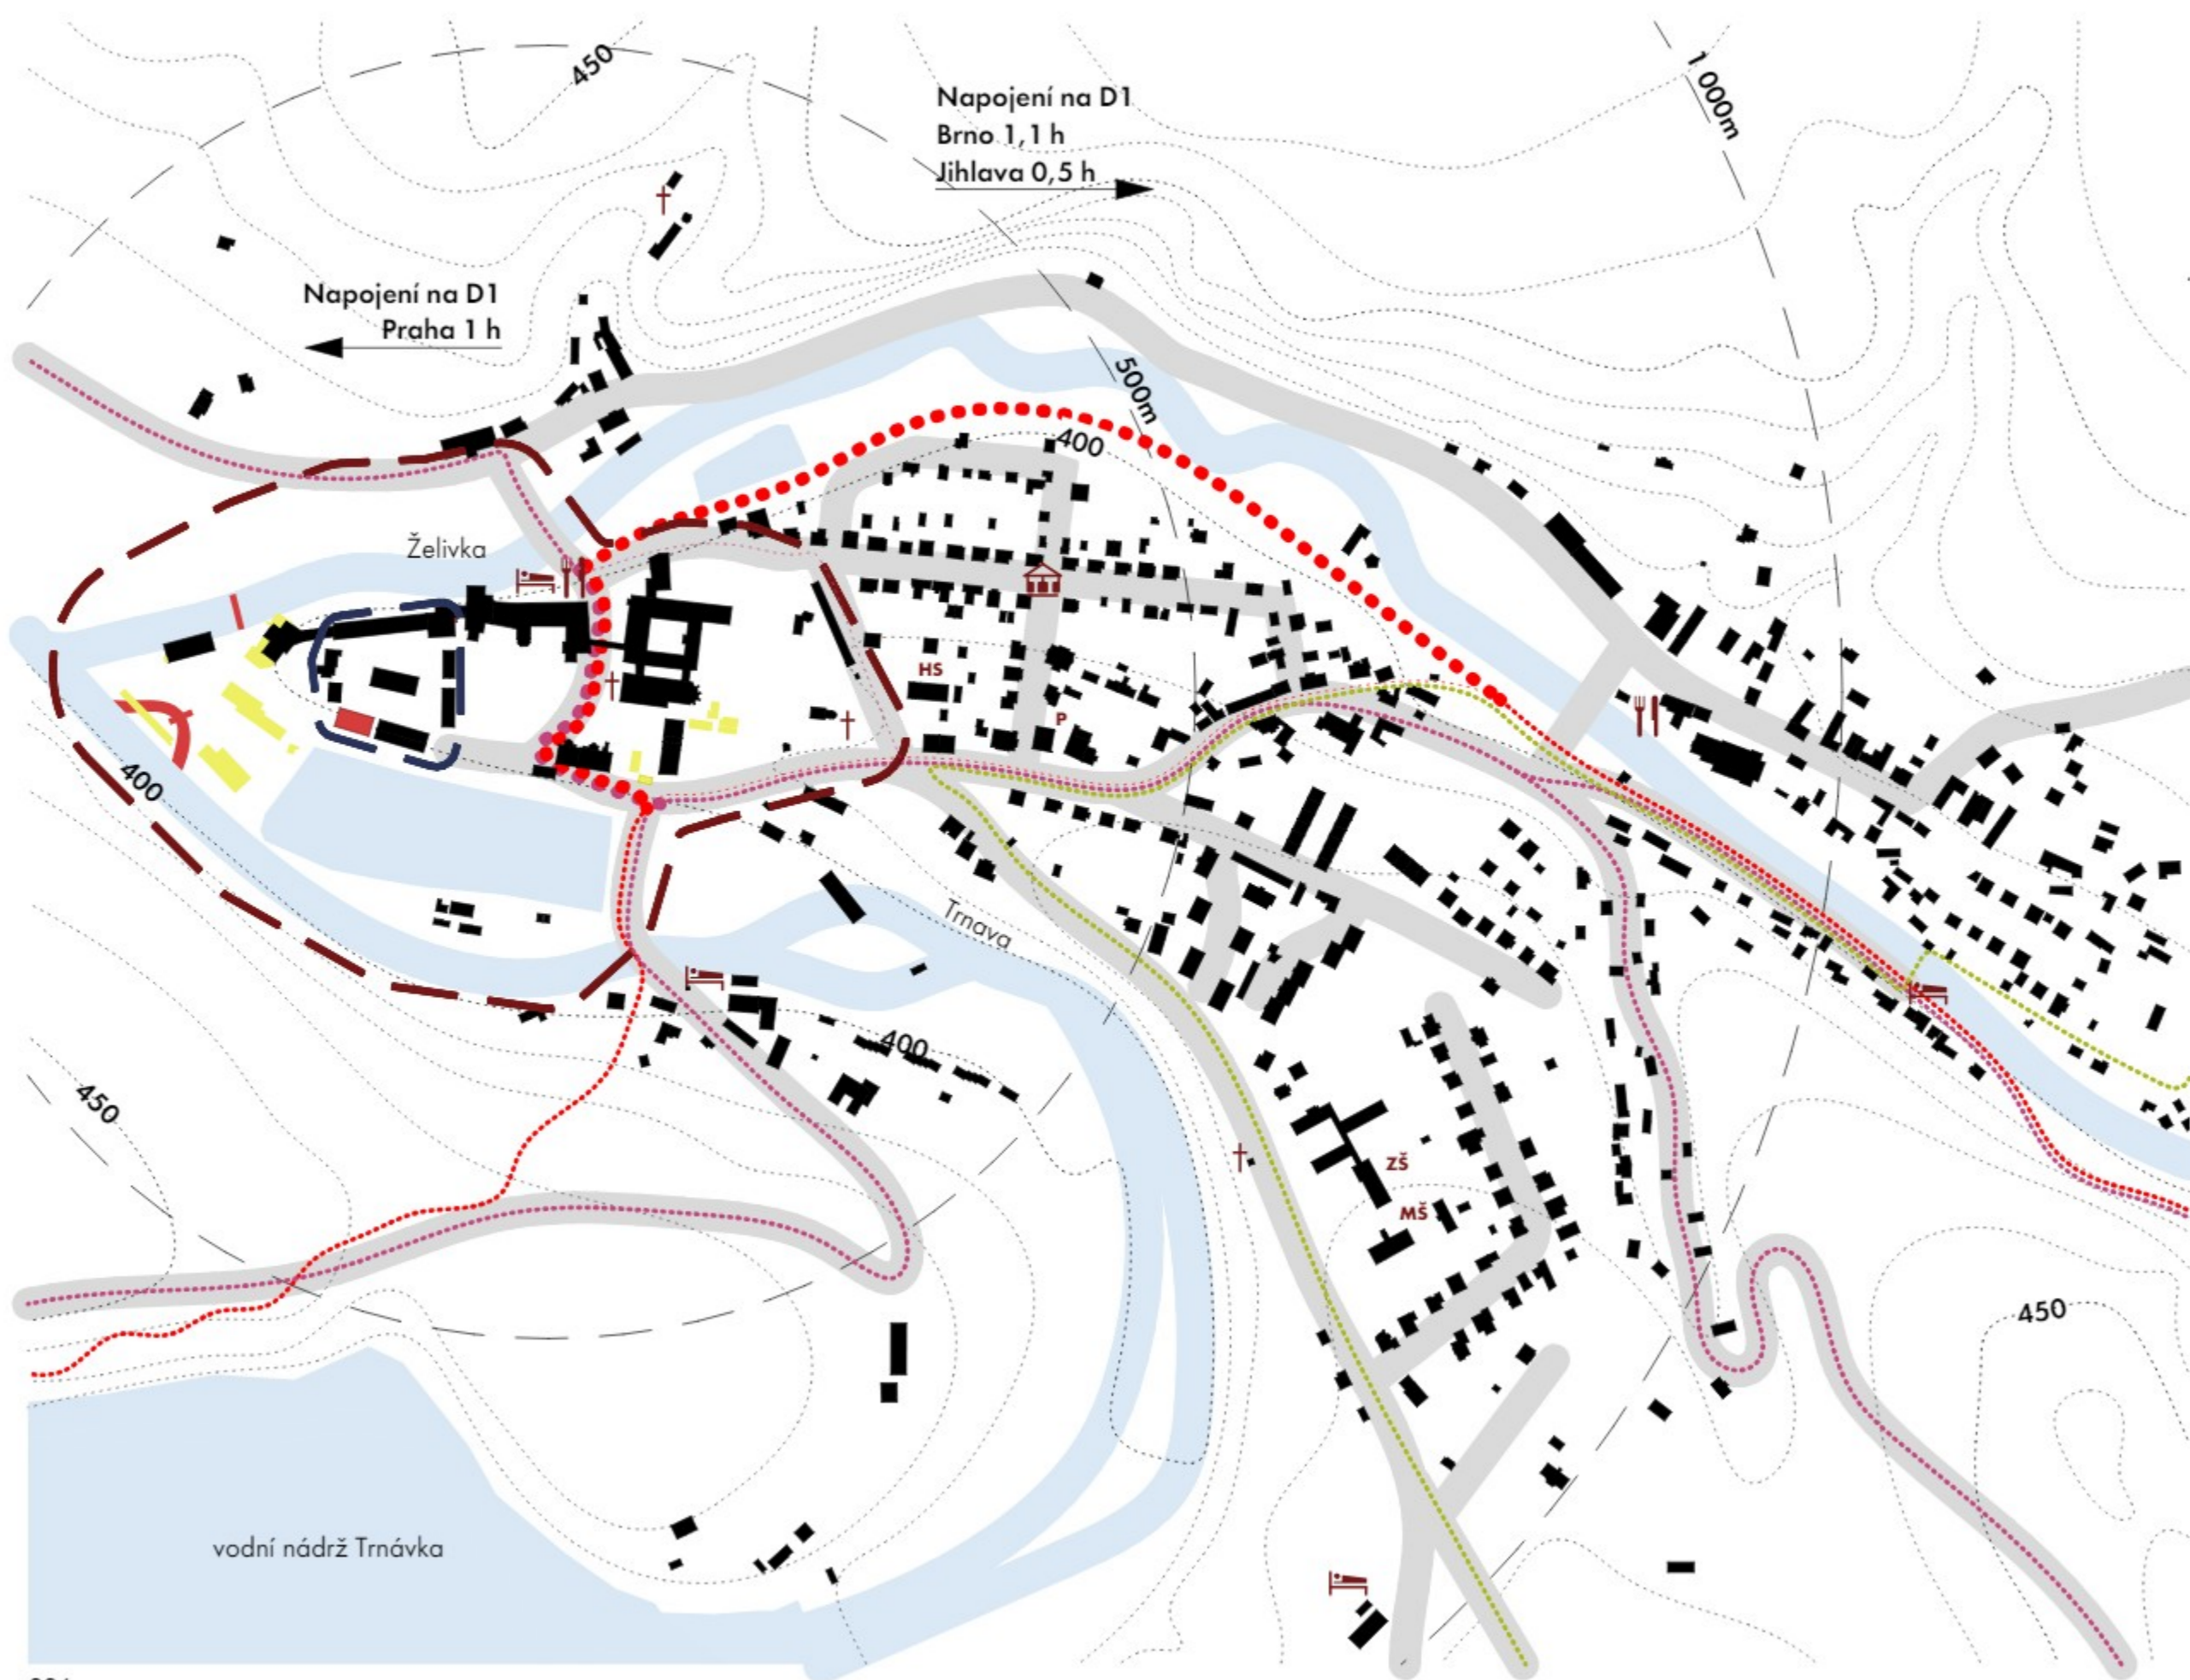 450
1 000m
Napojení na D1
Brno 1,1 h
Jihlava 0,5 h
Napojení na D1
Praha 1 h
500m
400
Želivka
HS
P
400
Trnava
400
450
ZŠ
MŠ
450
vodní nádrž Trnávka